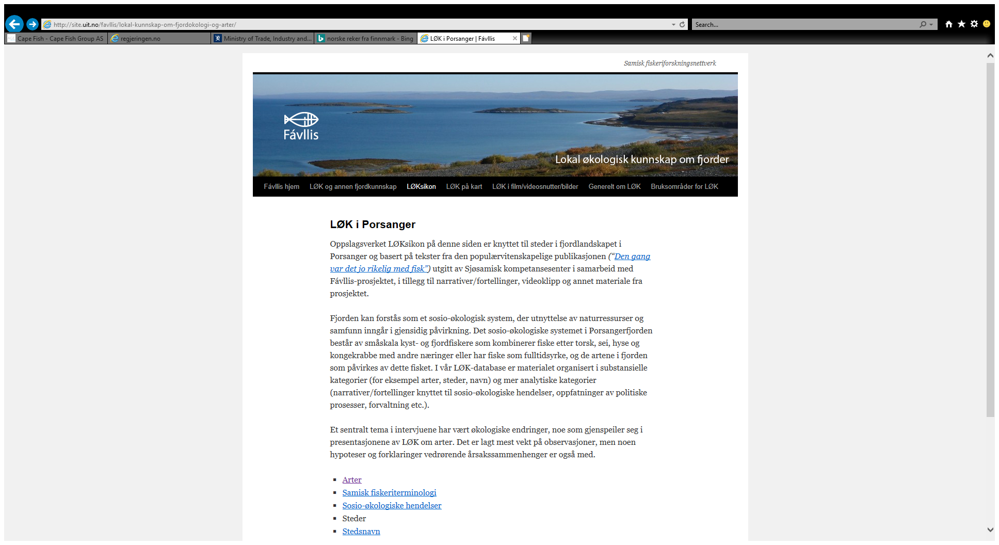 http://site.uit.no/favllis/lokal-kunnskap-om-fjordokologi-og-arter/
Search...
Cape Fish - Cape Fish Group AS
regjeringen.no
Ministry of Trade, Industry and...
norske reker fra finnmark - Bing
LØK i Porsanger | Fávllis
Samisk fiskeriforskningsnettverk
Fávllis
Lokal økologisk kunnskap om fjorder
Fávllis hjem LØK og annen fjordkunnskap LØKsikon LØK på kart LØK i film/videosnutter/bilder Generelt om LØK Bruksområder for LØK
LØK i Porsanger
Oppslagsverket LØKsikon på denne siden er knyttet til steder i fjordlandskapet i
Porsanger og basert på tekster fra den populærvitenskapelige publikasjonen (“Den gang
var det jo rikelig med fisk”) utgitt av Sjøsamisk kompetansesenter i samarbeid med
Fávllis-prosjektet, i tillegg til narrativer/fortellinger, videoklipp og annet materiale fra
prosjektet.
Fjorden kan forstås som et sosio-økologisk system, der utnyttelse av naturressurser og
samfunn inngår i gjensidig påvirkning. Det sosio-økologiske systemet i Porsangerfjorden
består av småskala kyst- og fjordfiskere som kombinerer fiske etter torsk, sei, hyse og
kongekrabbe med andre næringer eller har fiske som fulltidsyrke, og de artene i fjorden
som påvirkes av dette fisket. I vår LØK-database er materialet organisert i substansielle
kategorier (for eksempel arter, steder, navn) og mer analytiske kategorier
(narrativer/fortellinger knyttet til sosio-økologiske hendelser, oppfatninger av politiske
prosesser, forvaltning etc.).
Et sentralt tema i intervjuene har vært økologiske endringer, noe som gjenspeiler seg i
presentasjonene av LØK om arter. Det er lagt mest vekt på observasjoner, men noen
hypoteser og forklaringer vedrørende årsakssammenhenger er også med.
Arter
Samisk fiskeriterminologi
Sosio-økologiske hendelser
Steder
Stedsnavn